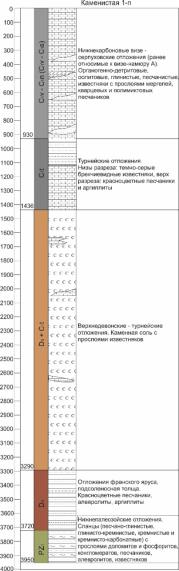 Каменистая 1-п
0
100
200
300
400
500
600
700
800
900
1000
1100
1200
1300
1400
1500
1600
1700
1800
1900
2000
2100
2200
2300
2400
2500
2600
2700
2800
2900
3000
3100
3200
3300
3400
3500
3600
3700
3800
3900
4000
930
1436
3290
3720
3950
Нижнекарбоновые визе -
серпуховские отложения (ранее
относимые к визе-намюру А).
Органогенно-детритовые,
оолитовые, глинистые, песчанистые,
известняки с прослоями мергелей,
кварцевых и полимиктовых
песчаников
C₁t
Турнейские отложения.
Низы разреза: темно-серые
брекчиевидные известняки, верх
разреза: красноцветные песчаники
и аргиллиты
D₃ - C₁t
Верхнедевонские - турнейские
отложения. Каменная соль с
прослоями известняков
D₃
Отложения франского яруса,
подсолевая толща.
Красноцветные песчаники,
алевролиты, аргиллиты
PZ₁
Нижнепалеозойские отложения.
Сланцы (песчано-глинистые,
глинисто-кремнистые, кремнистые и
кремнисто-карбонатные) с
прослоями доломитов и фосфоритов,
песчаников,
алевролитов, известняков